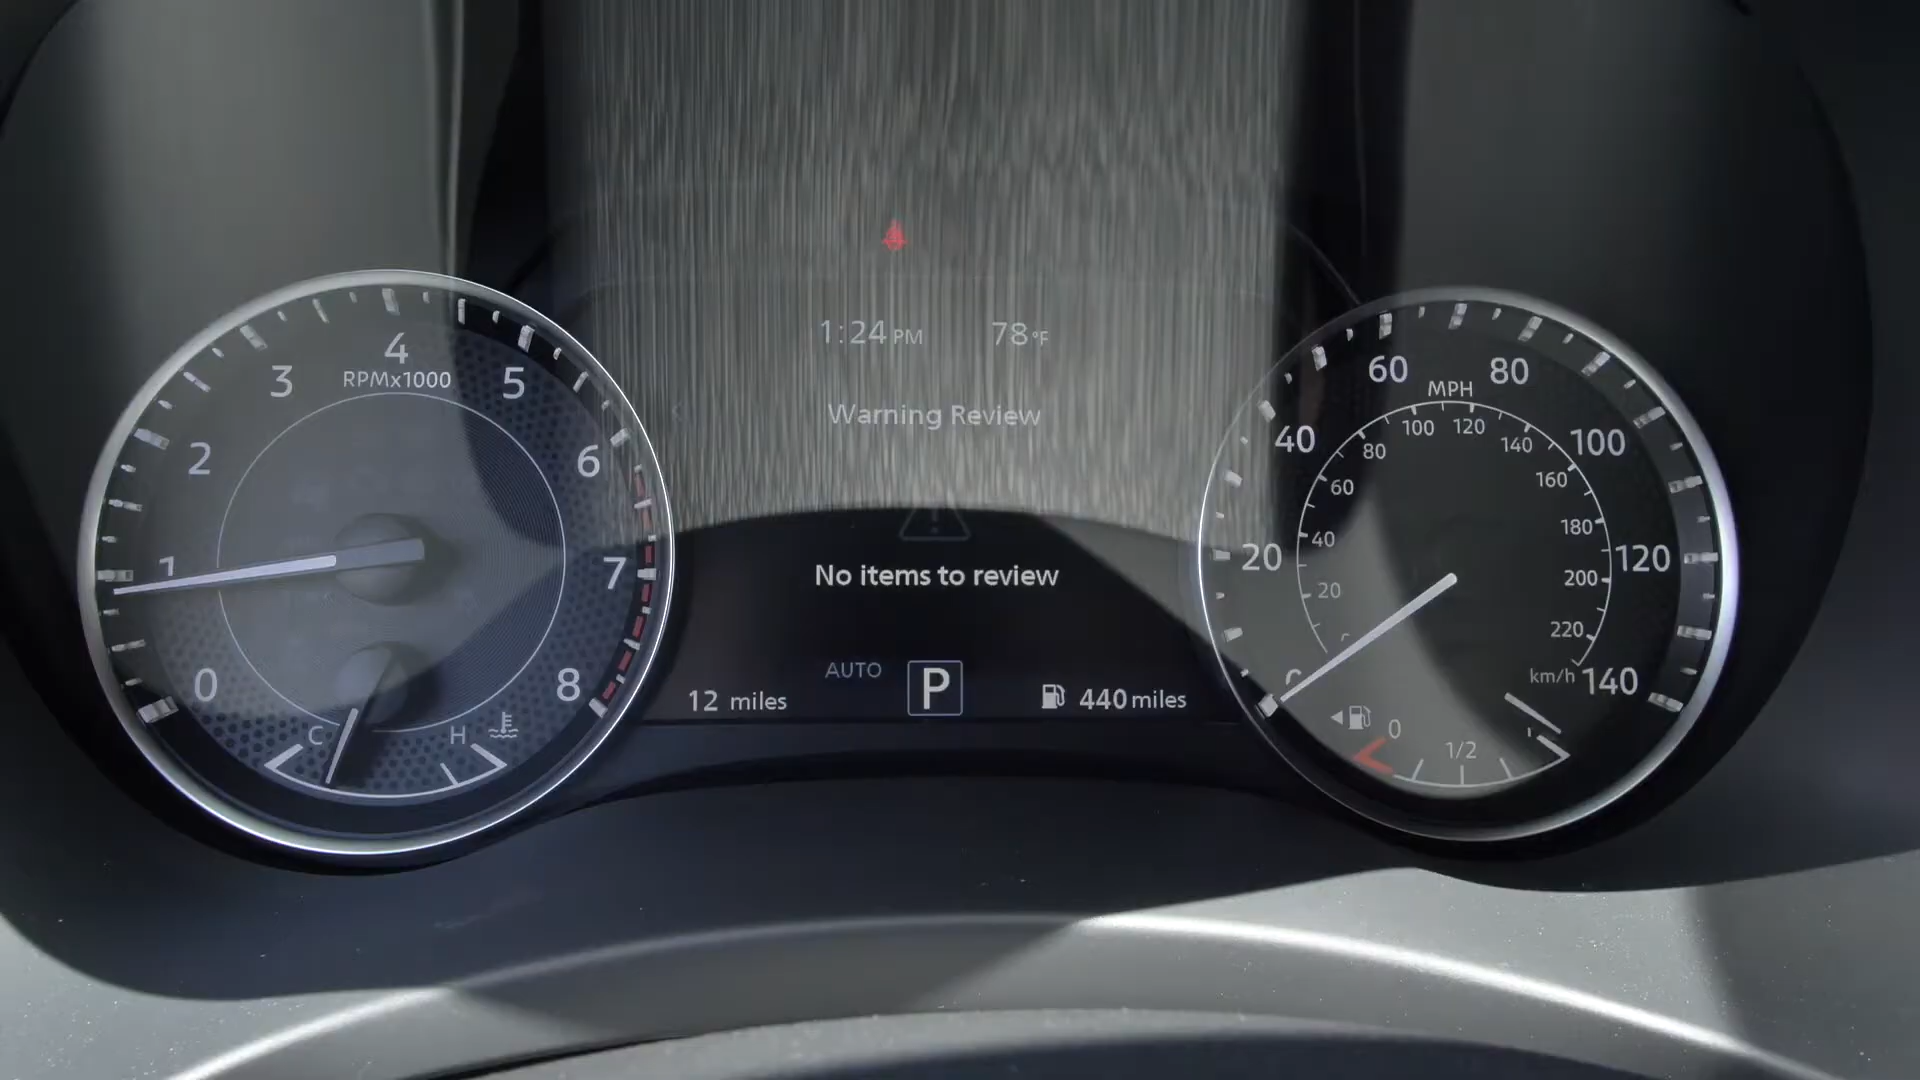 1:24 PM 78°F
Warning Review
No items to review
AUTO
P
12 miles
440 miles
0
1
2
3
4
5
6
7
8
RPMx1000
C
H
20
40
60
80
100
120
140
MPH
20
40
60
80
100
120
140
160
180
200
220
km/h
0
1/2